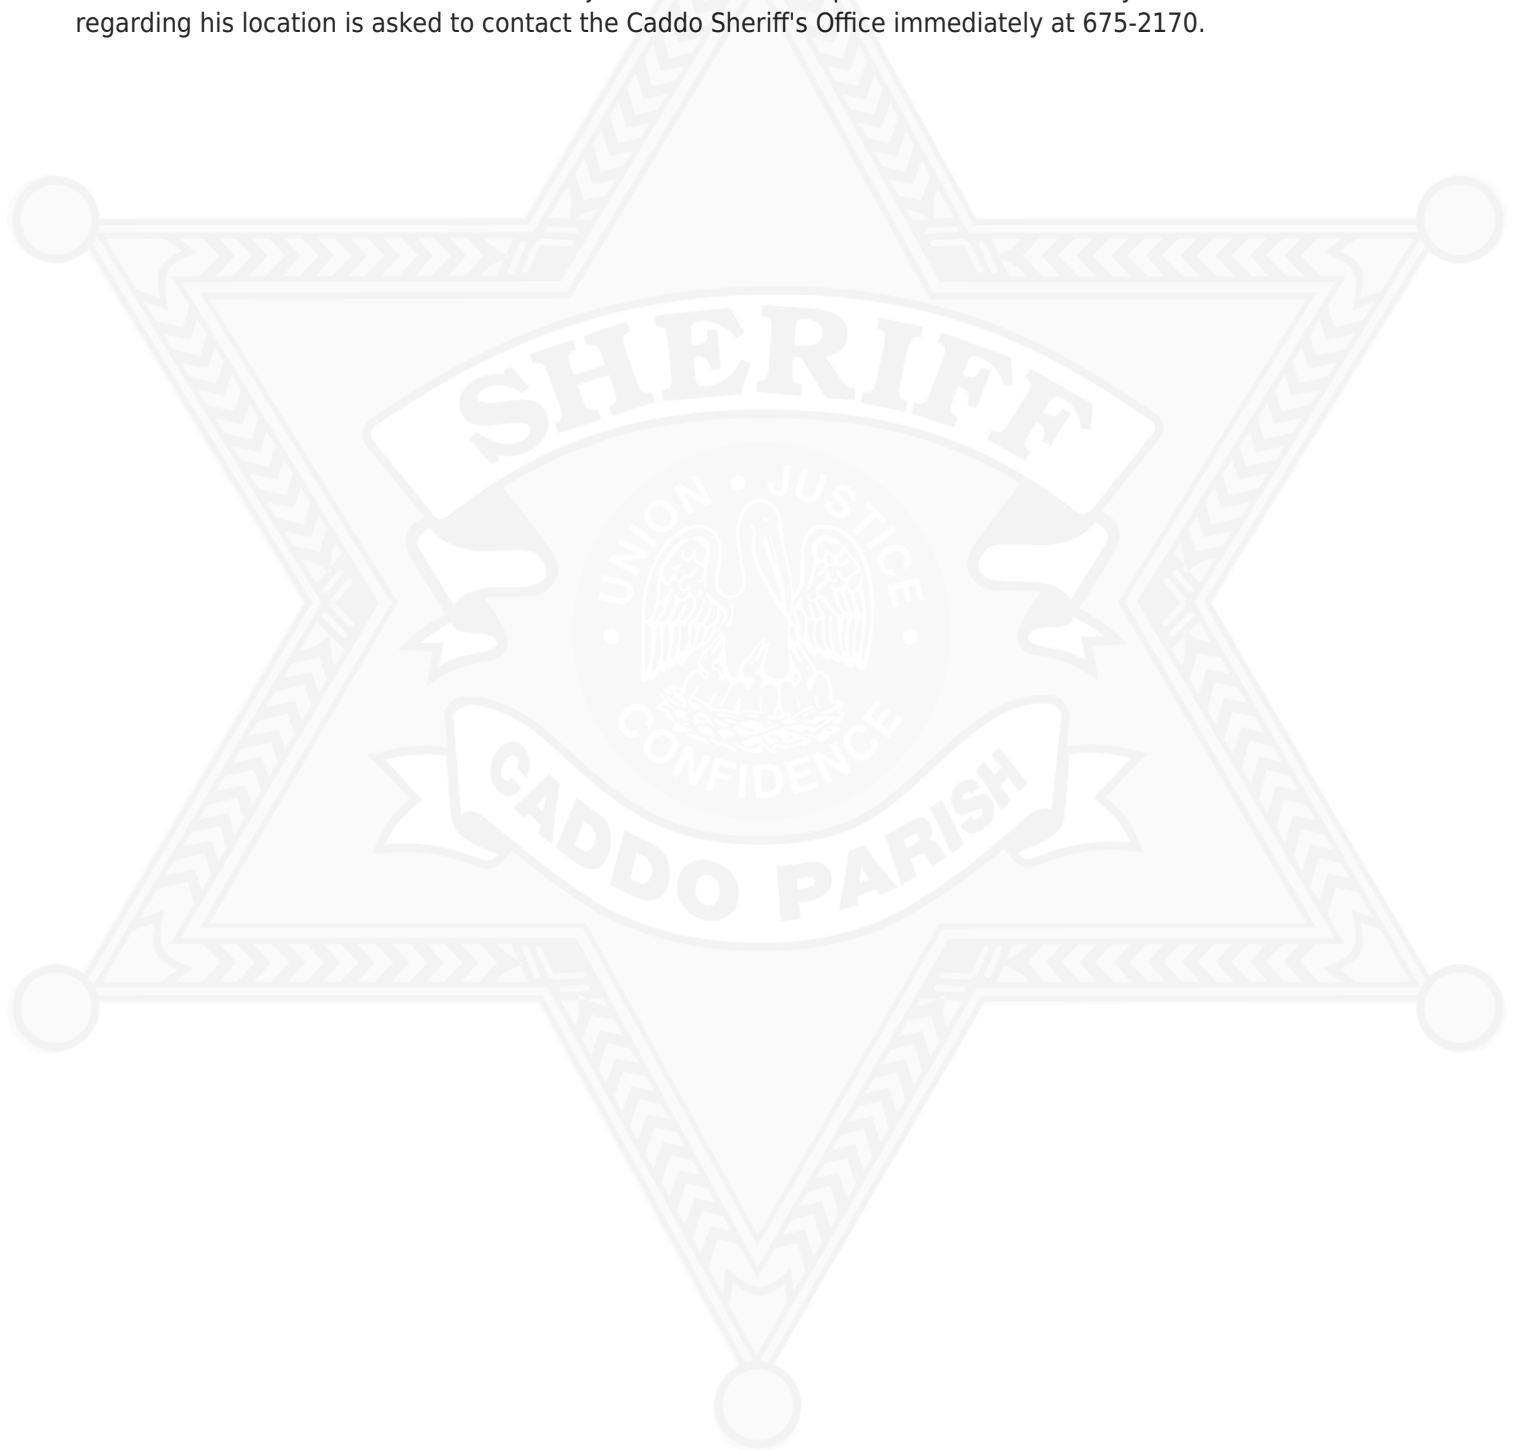 regarding his location is asked to contact the Caddo Sheriff's Office immediately at 675-2170.
SHERIFF
UNION • JUSTICE
CONFIDENCE
CADDO PARISH